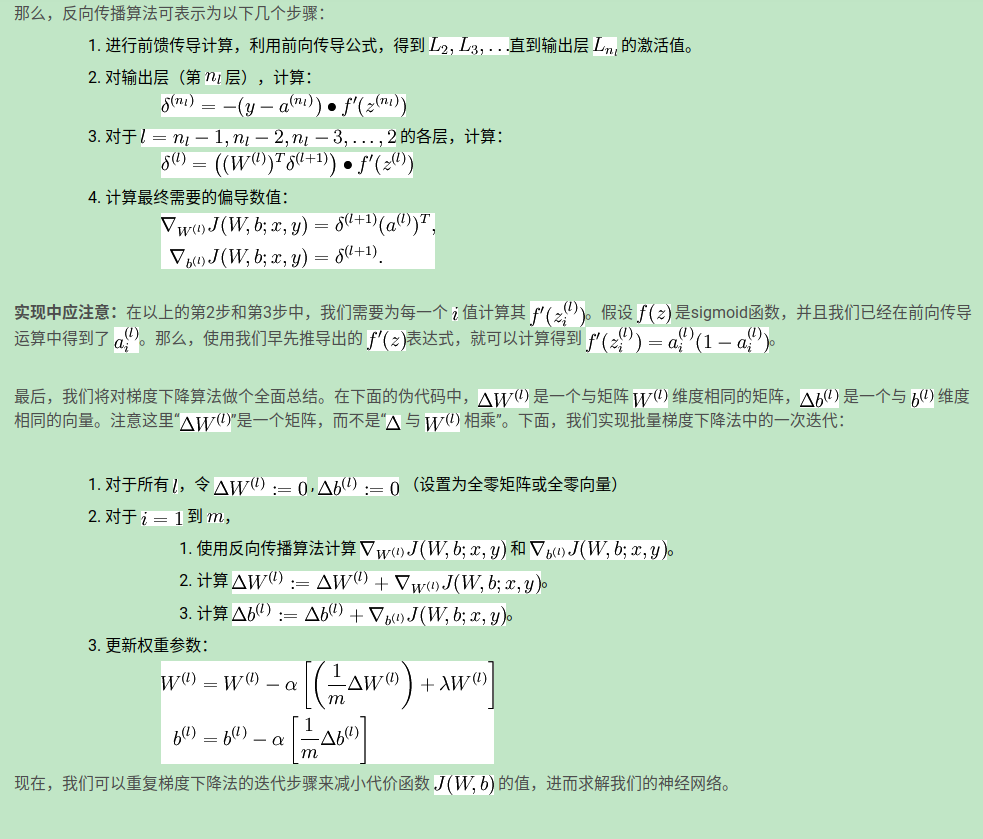 那么，反向传播算法可表示为以下几个步骤：
1. 进行前馈传导计算，利用前向传导公式，得到 $L_2, L_3, \ldots$直到输出层 $L_{n_l}$ 的激活值。
2. 对输出层（第 $n_l$ 层），计算：
$\delta^{(n_l)} = -(y - a^{(n_l)}) \bullet f'(z^{(n_l)})$
3. 对于 $l = n_l - 1, n_l - 2, n_l - 3, \ldots, 2$ 的各层，计算：
$\delta^{(l)} = \left((W^{(l)})^T \delta^{(l+1)}\right) \bullet f'(z^{(l)})$
4. 计算最终需要的偏导数值：
$\nabla_{W^{(l)}} J(W, b; x, y) = \delta^{(l+1)} (a^{(l)})^T,$
$\nabla_{b^{(l)}} J(W, b; x, y) = \delta^{(l+1)}.$
实现中应注意：在以上的第2步和第3步中，我们需要为每一个 $i$ 值计算其 $f'(z_i^{(l)})$。假设 $f(z)$ 是sigmoid函数，并且我们已经在前向传导
运算中得到了 $a_i^{(l)}$。那么，使用我们早先推导出的 $f'(z)$表达式，就可以计算得到 $f'(z_i^{(l)}) = a_i^{(l)}(1 - a_i^{(l)})$。
最后，我们将对梯度下降算法做个全面总结。在下面的伪代码中，$\Delta W^{(l)}$ 是一个与矩阵 $W^{(l)}$ 维度相同的矩阵，$\Delta b^{(l)}$ 是一个与 $b^{(l)}$ 维度
相同的向量。注意这里“$\Delta W^{(l)}$”是一个矩阵，而不是“$\Delta$ 与 $W^{(l)}$ 相乘”。下面，我们实现批量梯度下降法中的一次迭代：
1. 对于所有 $l$，令 $\Delta W^{(l)} := 0$ , $\Delta b^{(l)} := 0$ （设置为全零矩阵或全零向量）
2. 对于 $i = 1$ 到 $m$，
1. 使用反向传播算法计算 $\nabla_{W^{(l)}} J(W, b; x, y)$ 和 $\nabla_{b^{(l)}} J(W, b; x, y)$。
2. 计算 $\Delta W^{(l)} := \Delta W^{(l)} + \nabla_{W^{(l)}} J(W, b; x, y)$。
3. 计算 $\Delta b^{(l)} := \Delta b^{(l)} + \nabla_{b^{(l)}} J(W, b; x, y)$。
3. 更新权重参数：
$W^{(l)} = W^{(l)} - \alpha \left[ \left( \frac{1}{m} \Delta W^{(l)} \right) + \lambda W^{(l)} \right]$
$b^{(l)} = b^{(l)} - \alpha \left[ \frac{1}{m} \Delta b^{(l)} \right]$
现在，我们可以重复梯度下降法的迭代步骤来减小代价函数 $J(W, b)$ 的值，进而求解我们的神经网络。